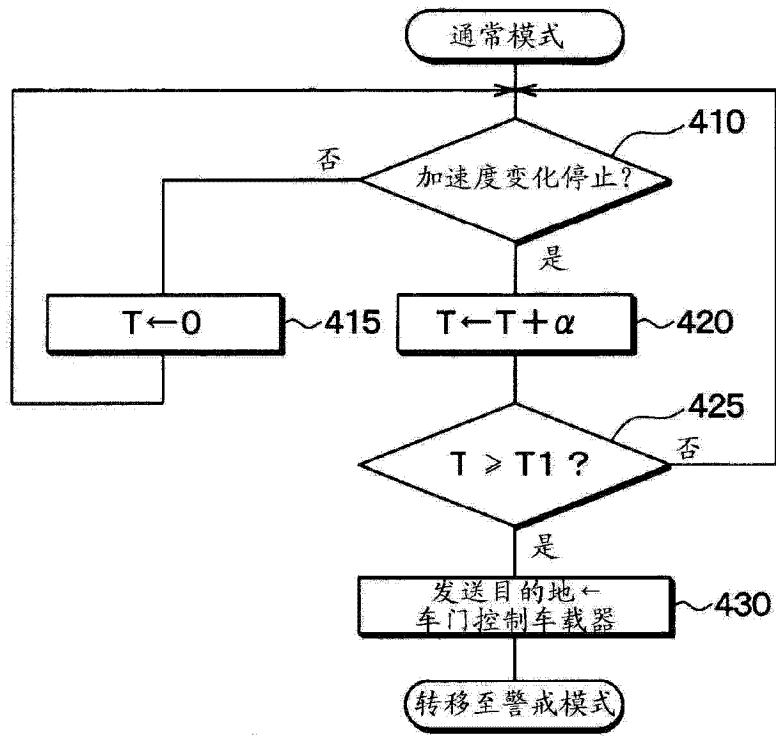 通常模式
410
加速度变化停止?
否
是
T←0
415
T←T+α
420
425
T≥T1?
否
是
发送目的地←
车门控制车载器
430
转移至警戒模式